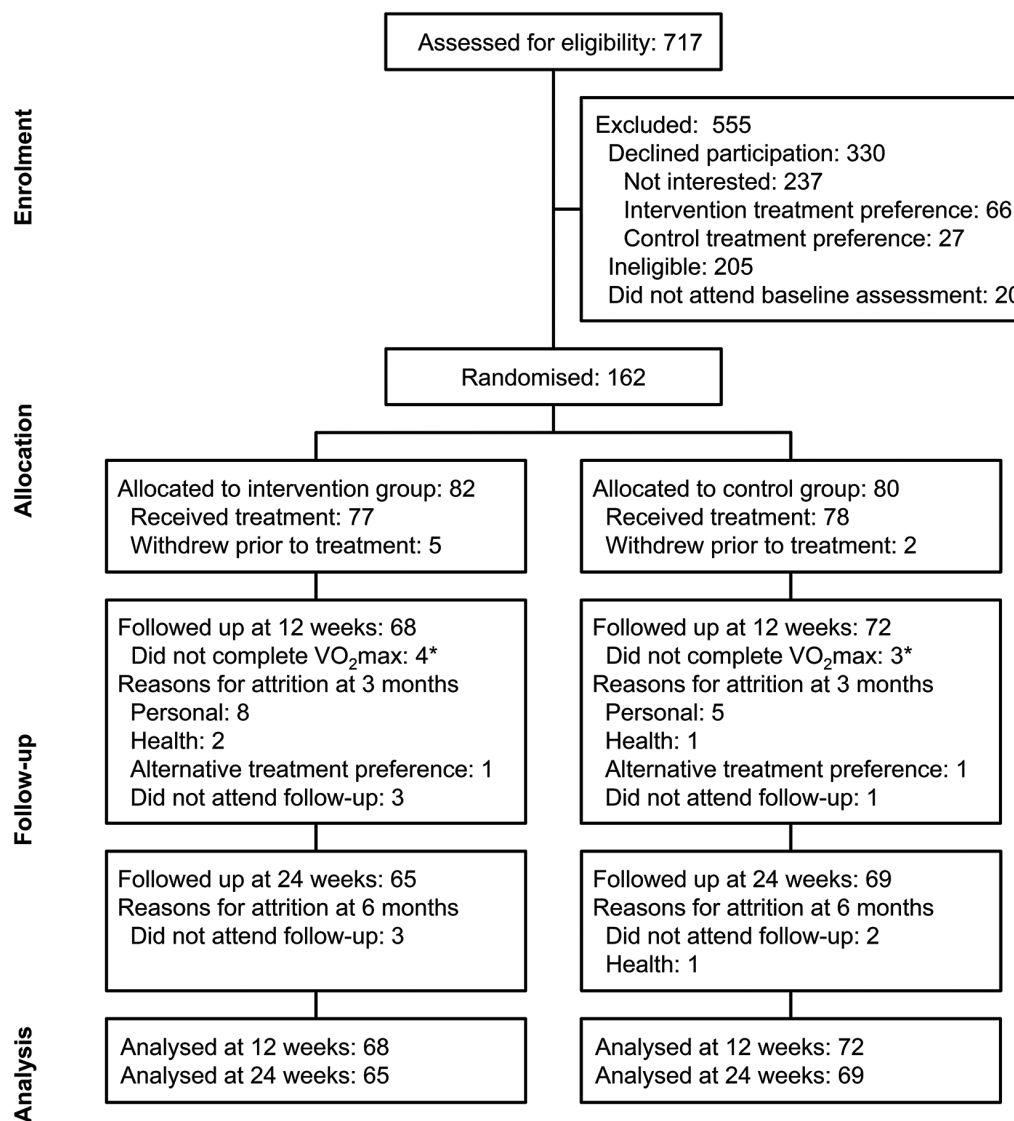 Enrolment
Assessed for eligibility: 717
Excluded: 555
Declined participation: 330
Not interested: 237
Intervention treatment preference: 66
Control treatment preference: 27
Ineligible: 205
Did not attend baseline assessment: 20
Allocation
Randomised: 162
Allocated to intervention group: 82
Received treatment: 77
Withdrew prior to treatment: 5
Allocated to control group: 80
Received treatment: 78
Withdrew prior to treatment: 2
Follow-up
Followed up at 12 weeks: 68
Did not complete VO₂max: 4*
Reasons for attrition at 3 months
Personal: 8
Health: 2
Alternative treatment preference: 1
Did not attend follow-up: 3
Followed up at 12 weeks: 72
Did not complete VO₂max: 3*
Reasons for attrition at 3 months
Personal: 5
Health: 1
Alternative treatment preference: 1
Did not attend follow-up: 1
Followed up at 24 weeks: 65
Reasons for attrition at 6 months
Did not attend follow-up: 3
Followed up at 24 weeks: 69
Reasons for attrition at 6 months
Did not attend follow-up: 2
Health: 1
Analysis
Analysed at 12 weeks: 68
Analysed at 24 weeks: 65
Analysed at 12 weeks: 72
Analysed at 24 weeks: 69